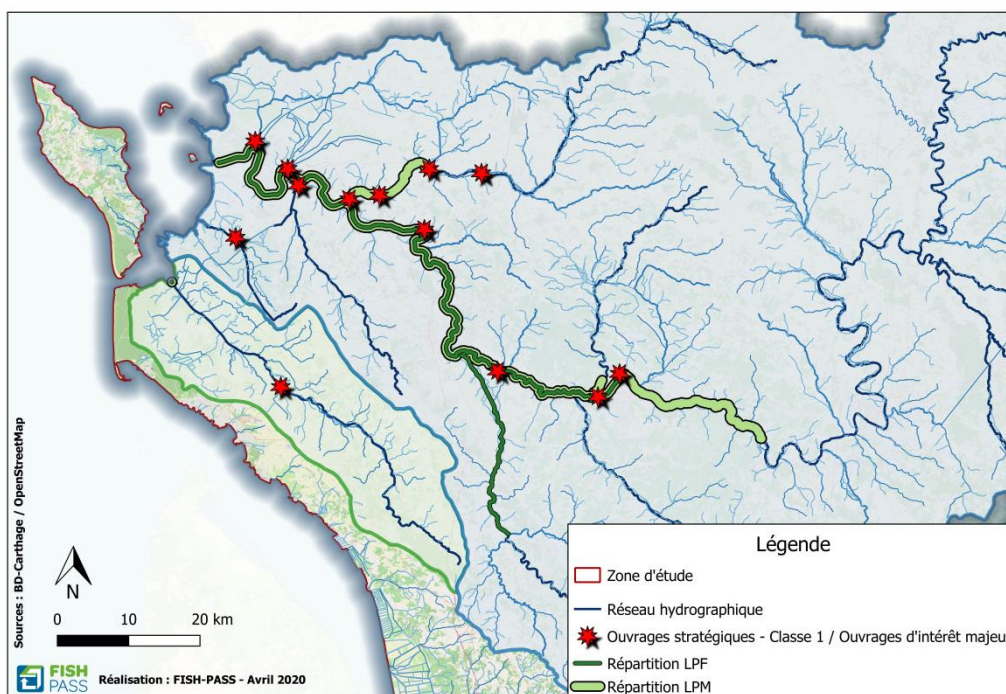 Sources : BD-Carthage / OpenStreetMap
N
0 10 20 km
FISH
PASS
Réalisation : FISH-PASS - Avril 2020
Légende
Zone d'étude
Réseau hydrographique
Ouvrages stratégiques - Classe 1 / Ouvrages d'intérêt majeu
Répartition LPF
Répartition LPM